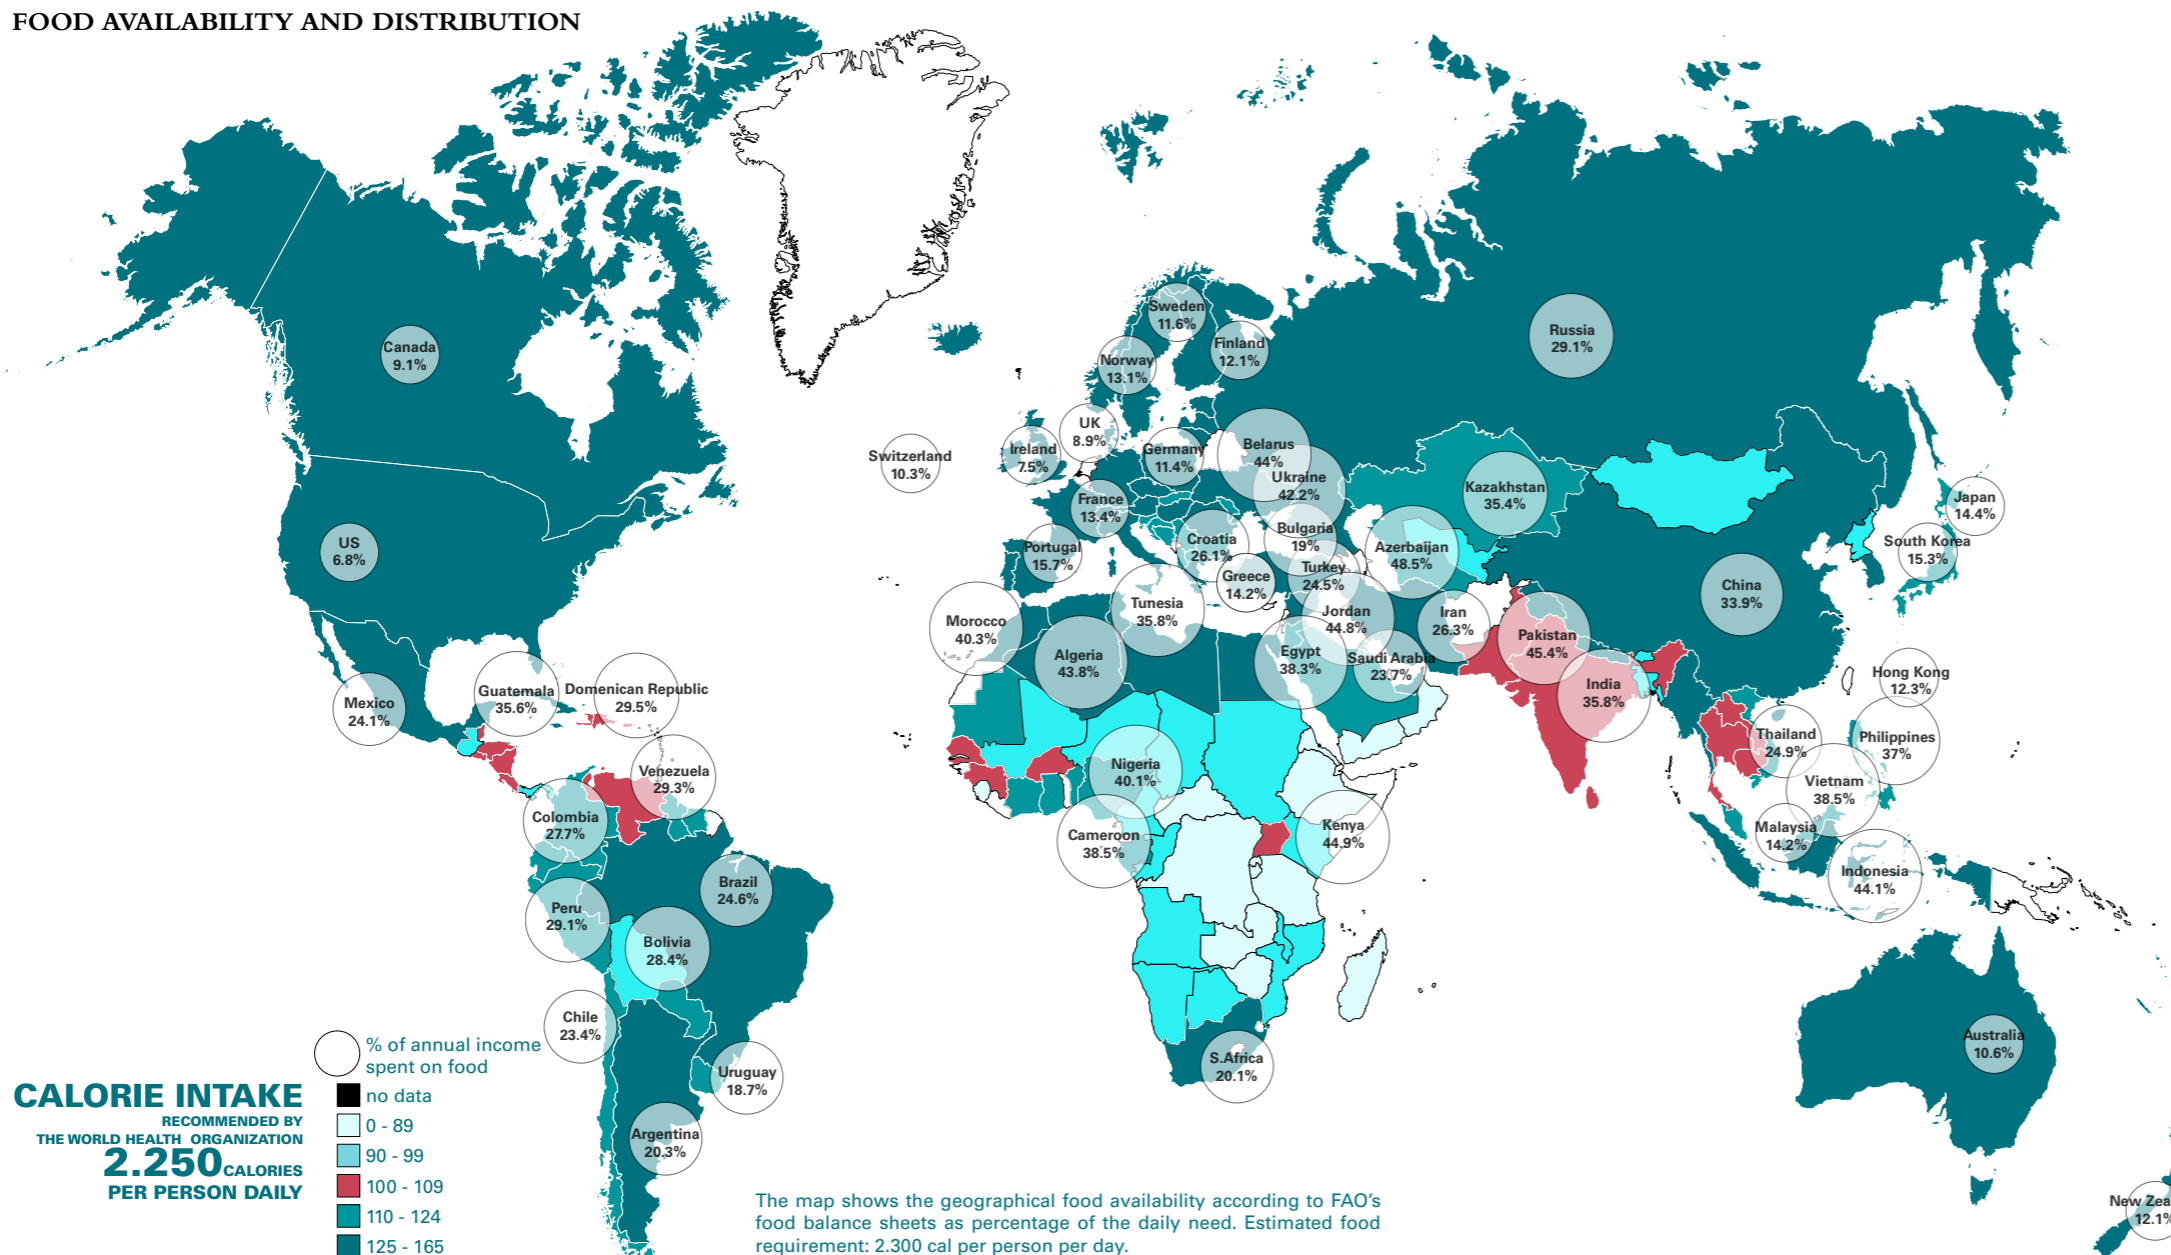 FOOD AVAILABILITY AND DISTRIBUTION
Canada
9.1%
US
6.8%
Mexico
24.1%
Guatemala
35.6%
Domenican Republic
29.5%
Venezuela
29.3%
Colombia
27.7%
Brazil
24.6%
Peru
29.1%
Bolivia
28.4%
Chile
23.4%
Uruguay
18.7%
Argentina
20.3%
Sweden
11.6%
Finland
12.1%
Norway
13.1%
UK
8.9%
Ireland
7.5%
Switzerland
10.3%
Germany
11.4%
Belarus
44%
Ukraine
42.2%
France
13.4%
Portugal
15.7%
Croatia
26.1%
Bulgaria
19%
Greece
14.2%
Turkey
24.5%
Azerbaijan
48.5%
Kazakhstan
35.4%
Russia
29.1%
Morocco
40.3%
Algeria
43.8%
Tunesia
35.8%
Egypt
38.3%
Jordan
44.8%
Saudi Arabia
23.7%
Iran
26.3%
Pakistan
45.4%
India
35.8%
China
33.9%
Japan
14.4%
South Korea
15.3%
Hong Kong
12.3%
Philippines
37%
Thailand
24.9%
Vietnam
38.5%
Malaysia
14.2%
Indonesia
44.1%
Nigeria
40.1%
Cameroon
38.5%
Kenya
44.9%
S.Africa
20.1%
Australia
10.6%
New Zea
12.1%
% of annual income
spent on food
no data
0 - 89
90 - 99
100 - 109
110 - 124
125 - 165
CALORIE INTAKE
RECOMMENDED BY
THE WORLD HEALTH ORGANIZATION
2.250 CALORIES
PER PERSON DAILY
The map shows the geographical food availability according to FAO's
food balance sheets as percentage of the daily need. Estimated food
requirement: 2.300 cal per person per day.